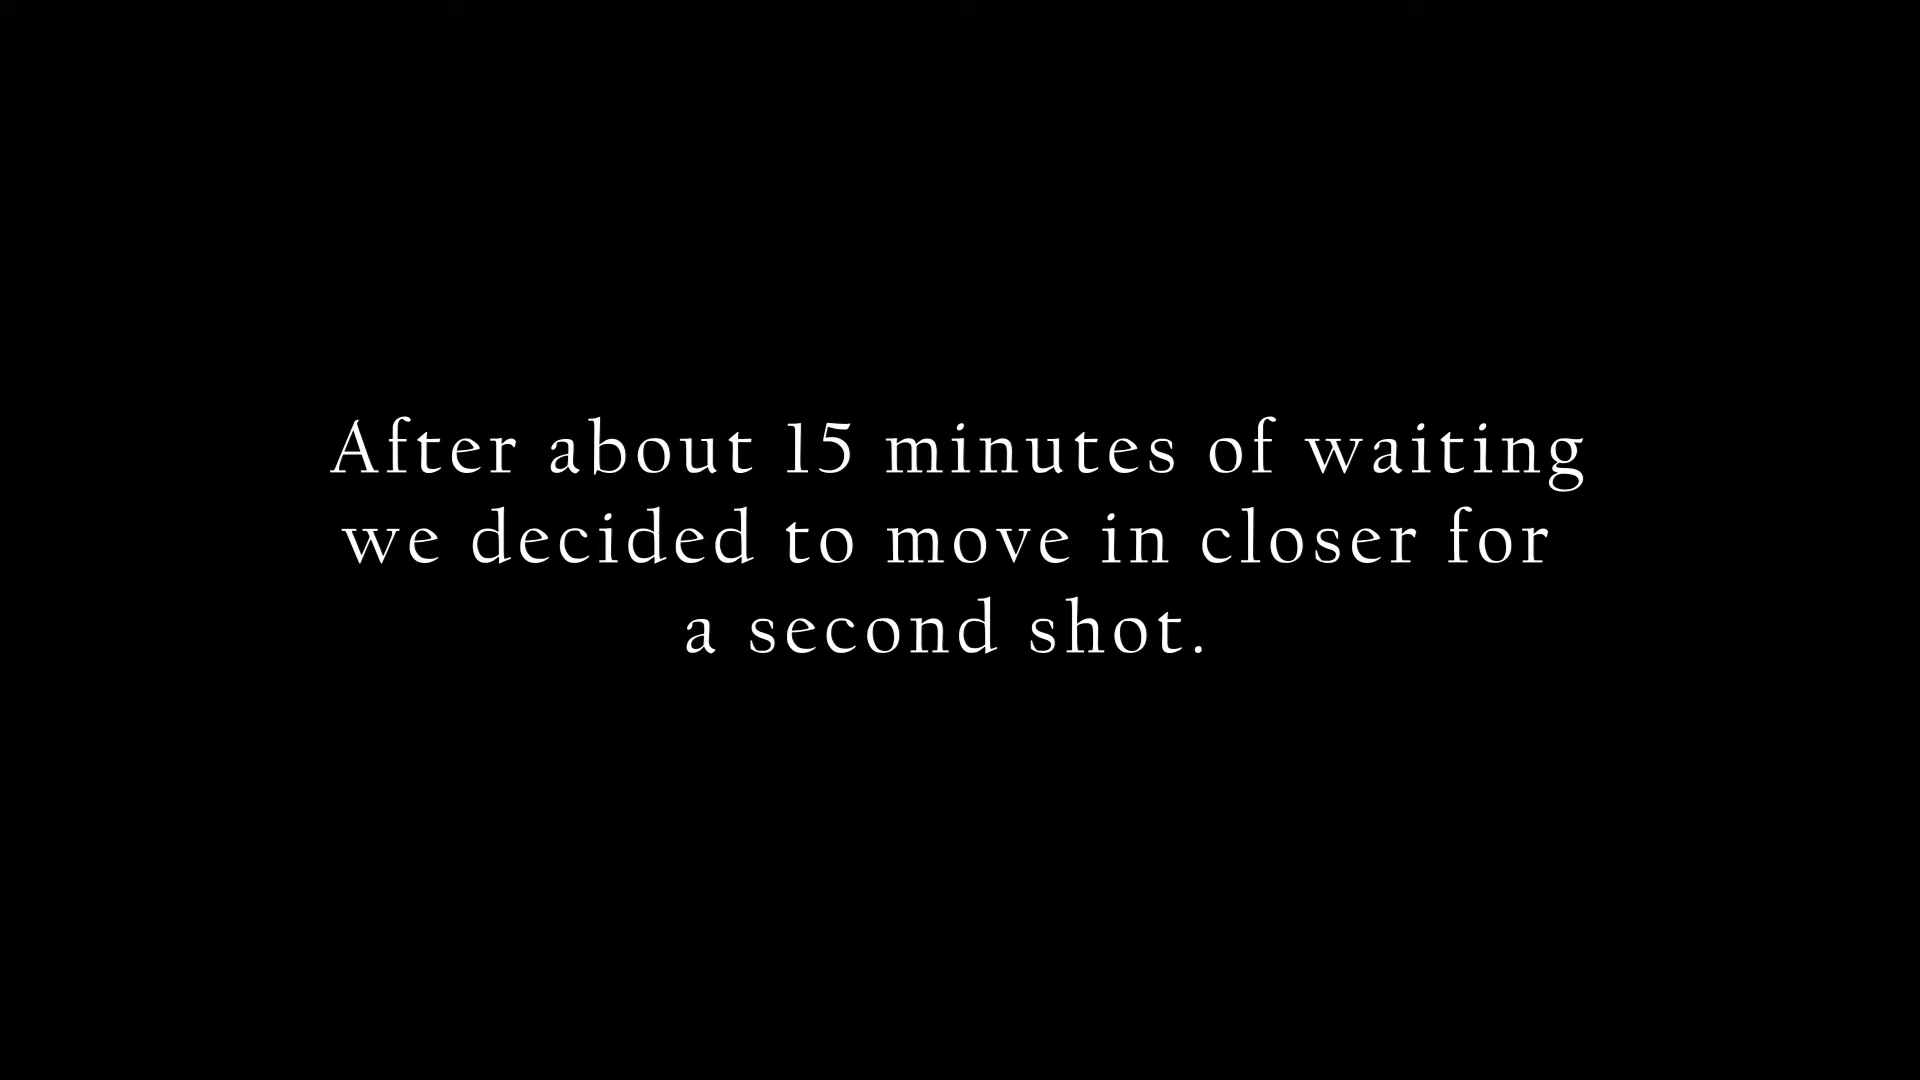 After about 15 minutes of waiting
we decided to move in closer for
a second shot.